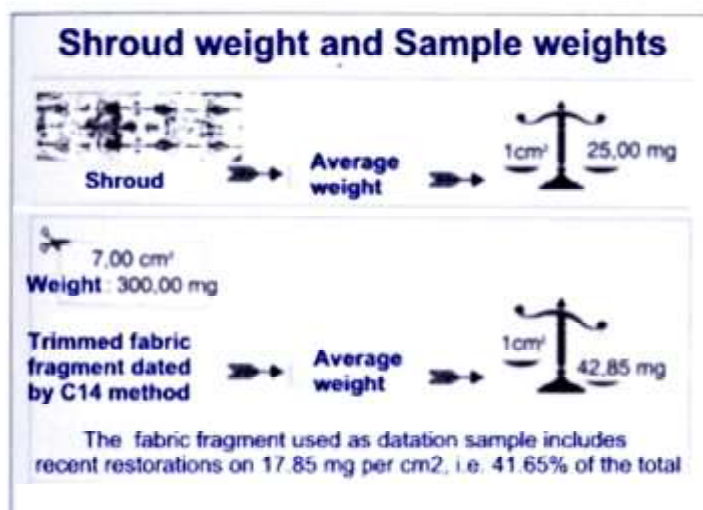 Shroud weight and Sample weights
Shroud
Average
weight
1cm² 25,00 mg
7,00 cm²
Weight : 300,00 mg
Trimmed fabric
fragment dated
by C14 method
Average
weight
1cm²
42,85 mg
The fabric fragment used as datation sample includes
recent restorations on 17.85 mg per cm2, i.e. 41.65% of the total